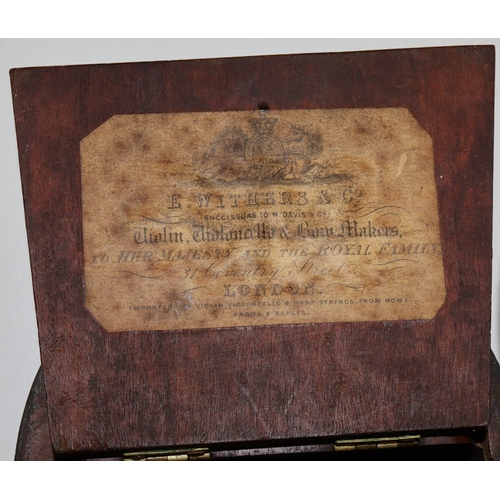 E. WITHERS & Co
SUCCESSORS TO W. DAVIS & Co
Violin, Violoncello & Bow Makers,
TO HER MAJESTY AND THE ROYAL FAMILY,
31 Coventry Street,
LONDON.
IMPORTERS OF VIOLIN, VIOLONCELLO & HARP STRINGS, FROM ROME,
PADUA & NAPLES.